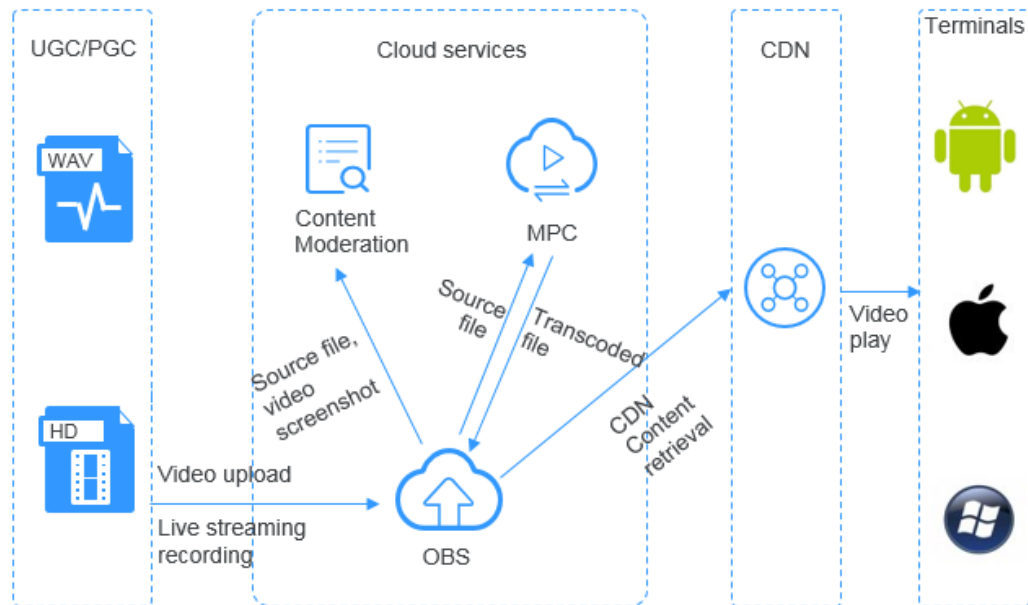 UGC/PGC
Cloud services
CDN
Terminals
WAV
Content
Moderation
MPC
Source
file
Transcoded
file
Source file,
video
screenshot
CDN
Content
retrieval
Video
play
HD
Video upload
Live streaming
recording
OBS